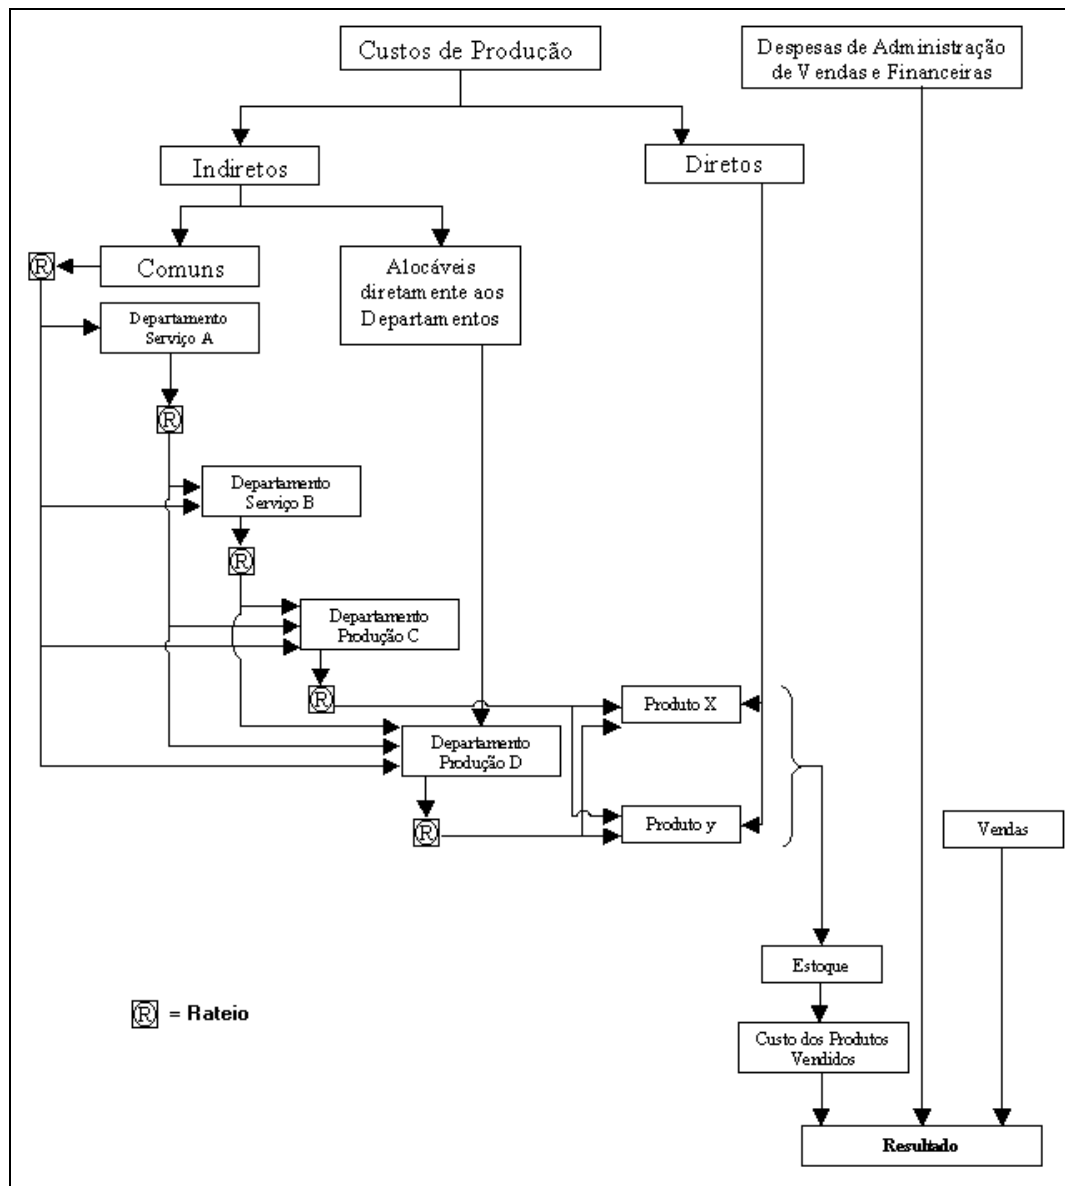 Custos de Produção
Despesas de Administração
de Vendas e Financeiras
Indiretos
Diretos
R
Comuns
Alocáveis
diretamente aos
Departamentos
Departamento
Serviço A
R
Departamento
Serviço B
R
Departamento
Produção C
R
Produto X
Departamento
Produção D
R
Produto y
Vendas
Estoque
R = Rateio
Custo dos Produtos
Vendidos
Resultado